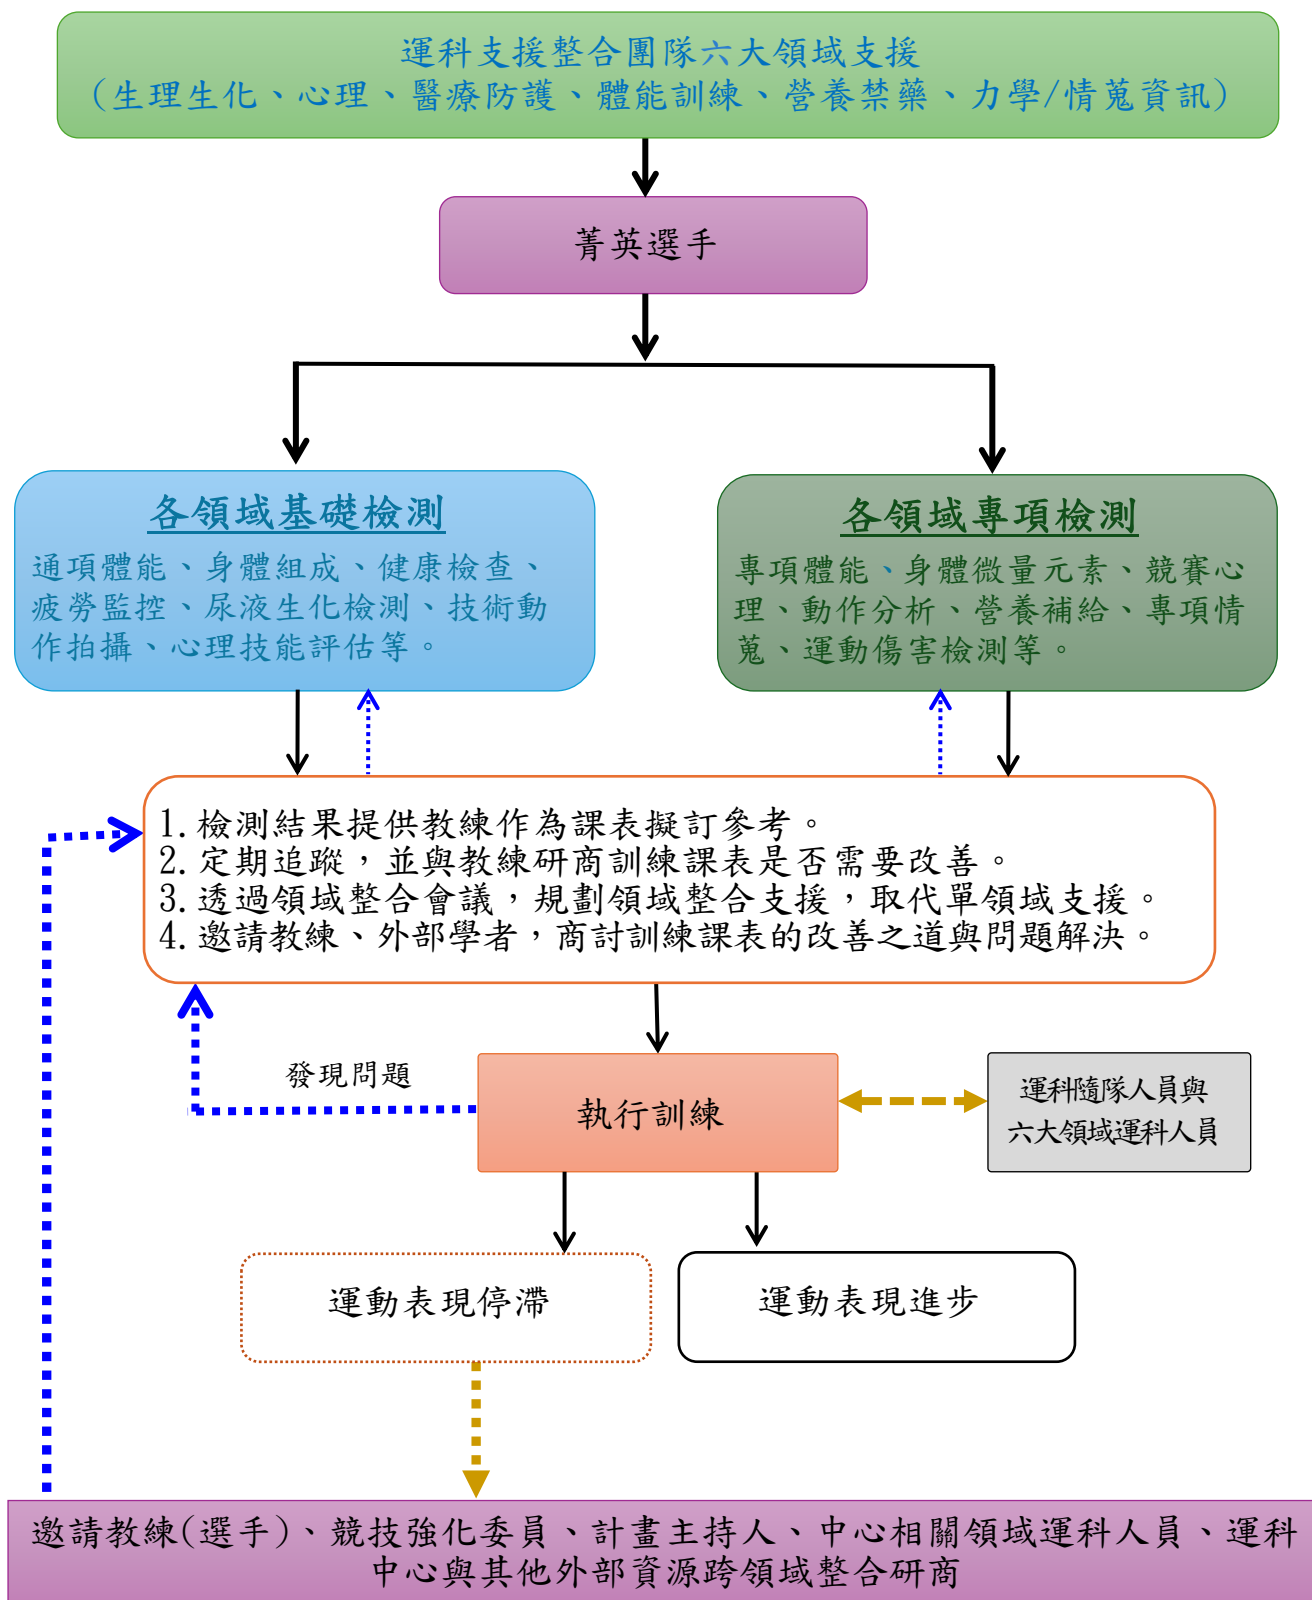 運科支援整合團隊六大領域支援
(生理生化、心理、醫療防護、體能訓練、營養禁藥、力學/情蒐資訊)
菁英選手
各領域基礎檢測
通項體能、身體組成、健康檢查、
疲勞監控、尿液生化檢測、技術動
作拍攝、心理技能評估等。
各領域專項檢測
專項體能、身體微量元素、競賽心
理、動作分析、營養補給、專項情
蒐、運動傷害檢測等。
1.檢測結果提供教練作為課表擬訂參考。
2.定期追蹤，並與教練研商訓練課表是否需要改善。
3.透過領域整合會議，規劃領域整合支援，取代單領域支援。
4.邀請教練、外部學者，商討訓練課表的改善之道與問題解決。
發現問題
執行訓練
運科隨隊人員與
六大領域運科人員
運動表現停滯
運動表現進步
邀請教練(選手)、競技強化委員、計畫主持人、中心相關領域運科人員、運科
中心與其他外部資源跨領域整合研商